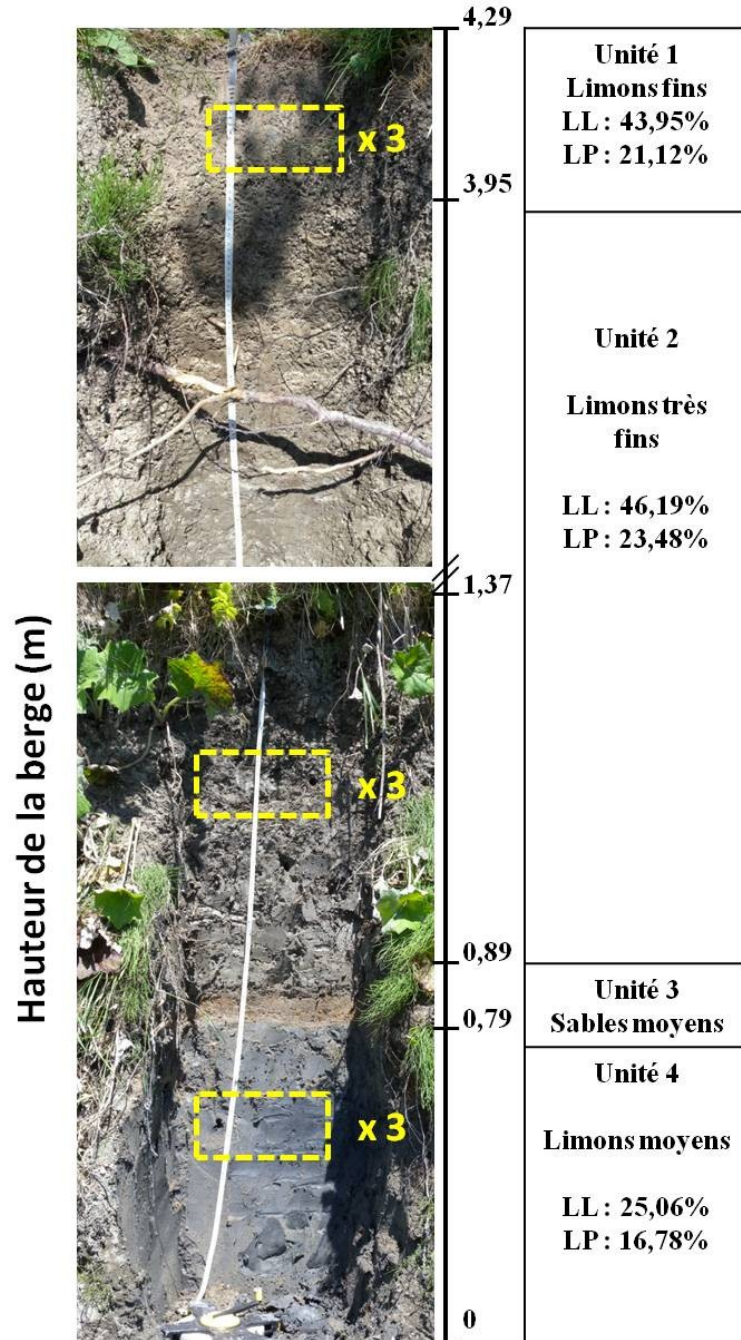 Hauteur de la berge (m)
x 3
x 3
x 3
4,29
3,95
1,37
0,89
0,79
0
Unité 1
Limons fins
LL : 43,95%
LP : 21,12%
Unité 2
Limons très
fins
LL : 46,19%
LP : 23,48%
Unité 3
Sables moyens
Unité 4
Limons moyens
LL : 25,06%
LP : 16,78%